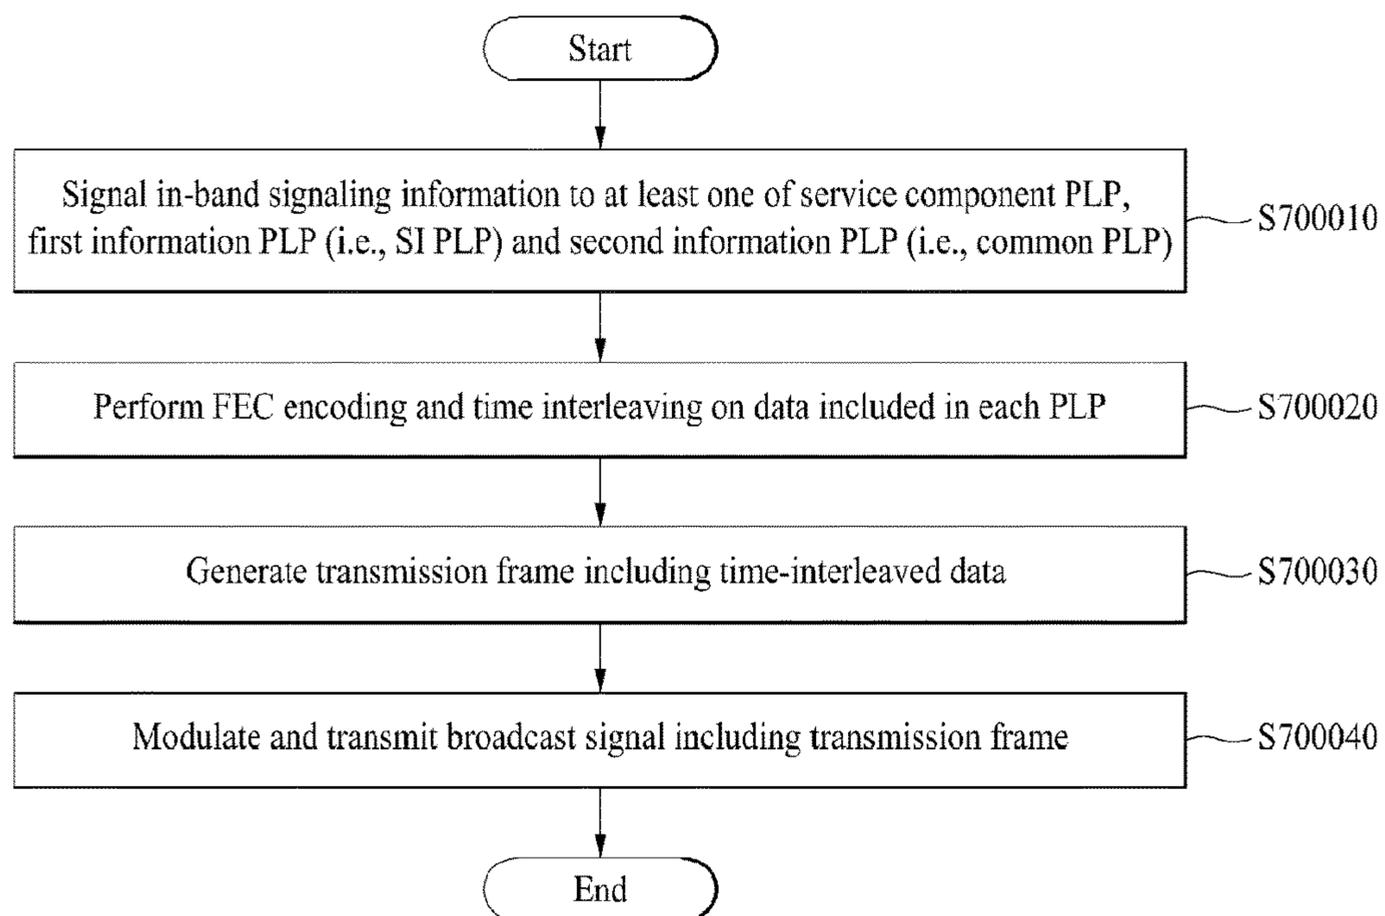 Start
Signal in-band signaling information to at least one of service component PLP,
first information PLP (i.e., SI PLP) and second information PLP (i.e., common PLP)
S700010
Perform FEC encoding and time interleaving on data included in each PLP
S700020
Generate transmission frame including time-interleaved data
S700030
Modulate and transmit broadcast signal including transmission frame
S700040
End